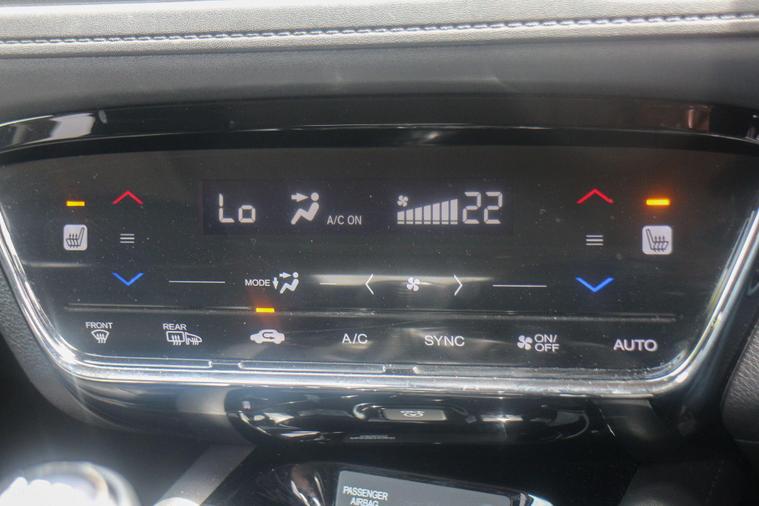 Lo A/C ON 22
MODE
FRONT REAR A/C SYNC ON/OFF AUTO
PASSENGER
AIRBAG